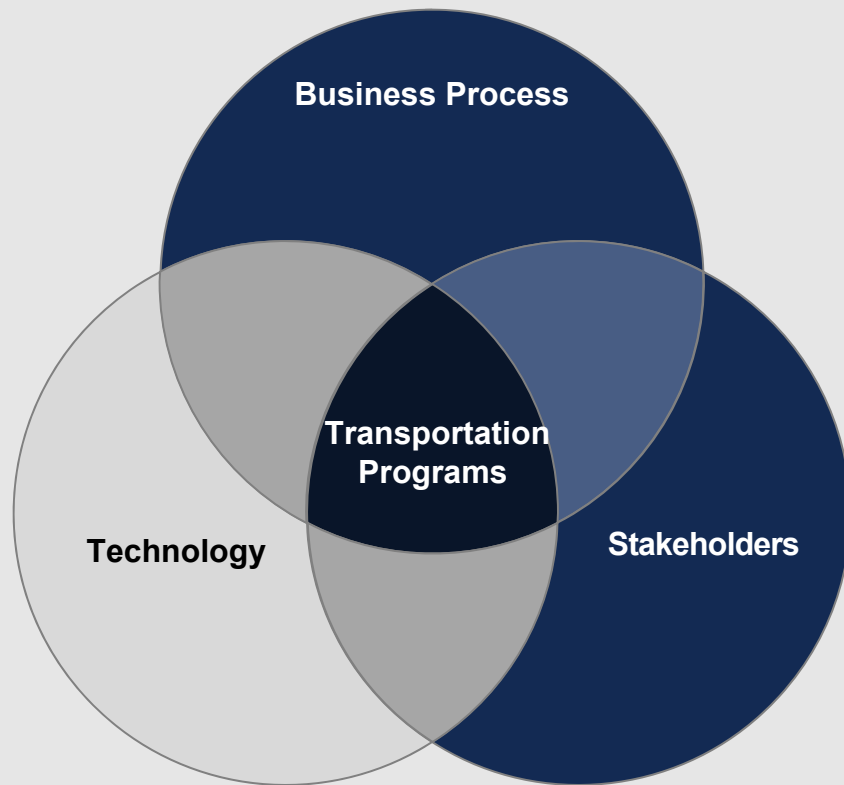 Business Process
Transportation
Programs
Technology
Stakeholders